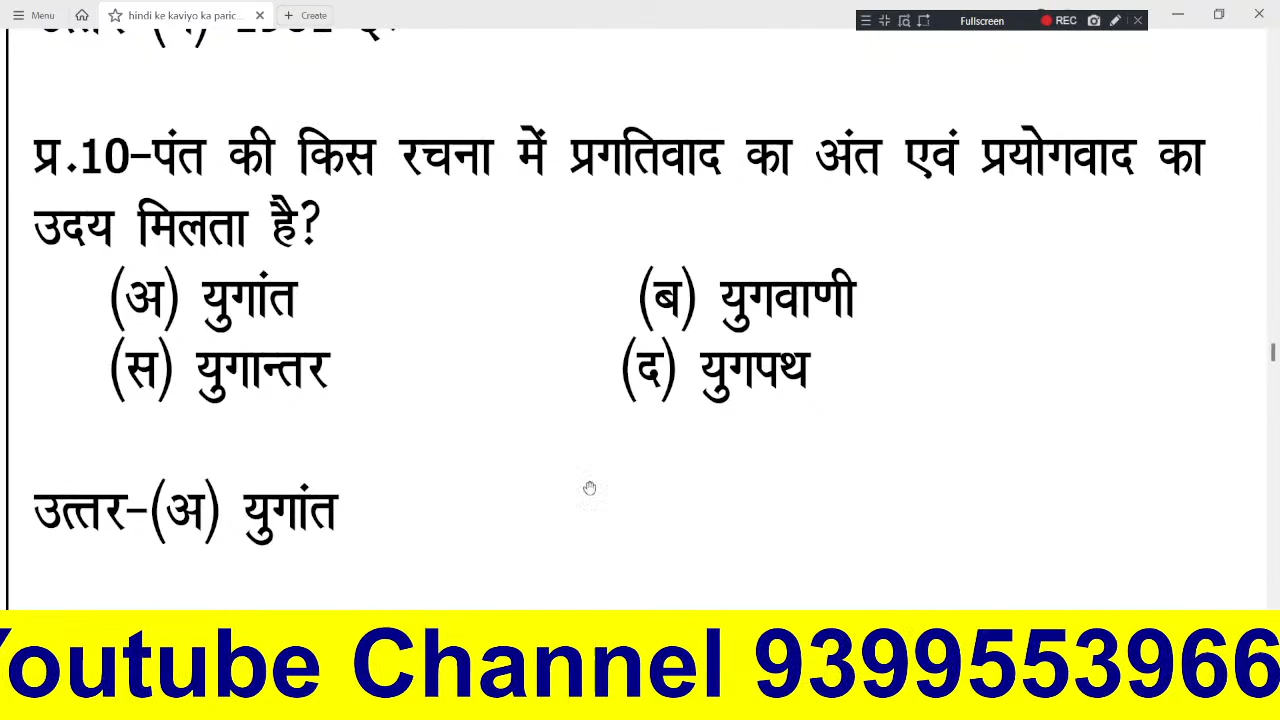 Menu hindi ke kaviyo ka paric... Create Fullscreen REC
प्र.10-पंत की किस रचना में प्रगतिवाद का अंत एवं प्रयोगवाद का
उदय मिलता है?
(अ) युगांत (ब) युगवाणी
(स) युगान्तर (द) युगपथ
उत्तर-(अ) युगांत
Youtube Channel 9399553966